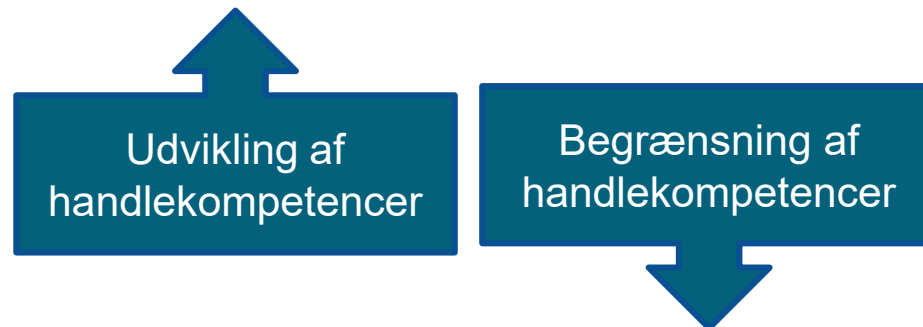 Udvikling af
handlekompetencer
Begrænsning af
handlekompetencer